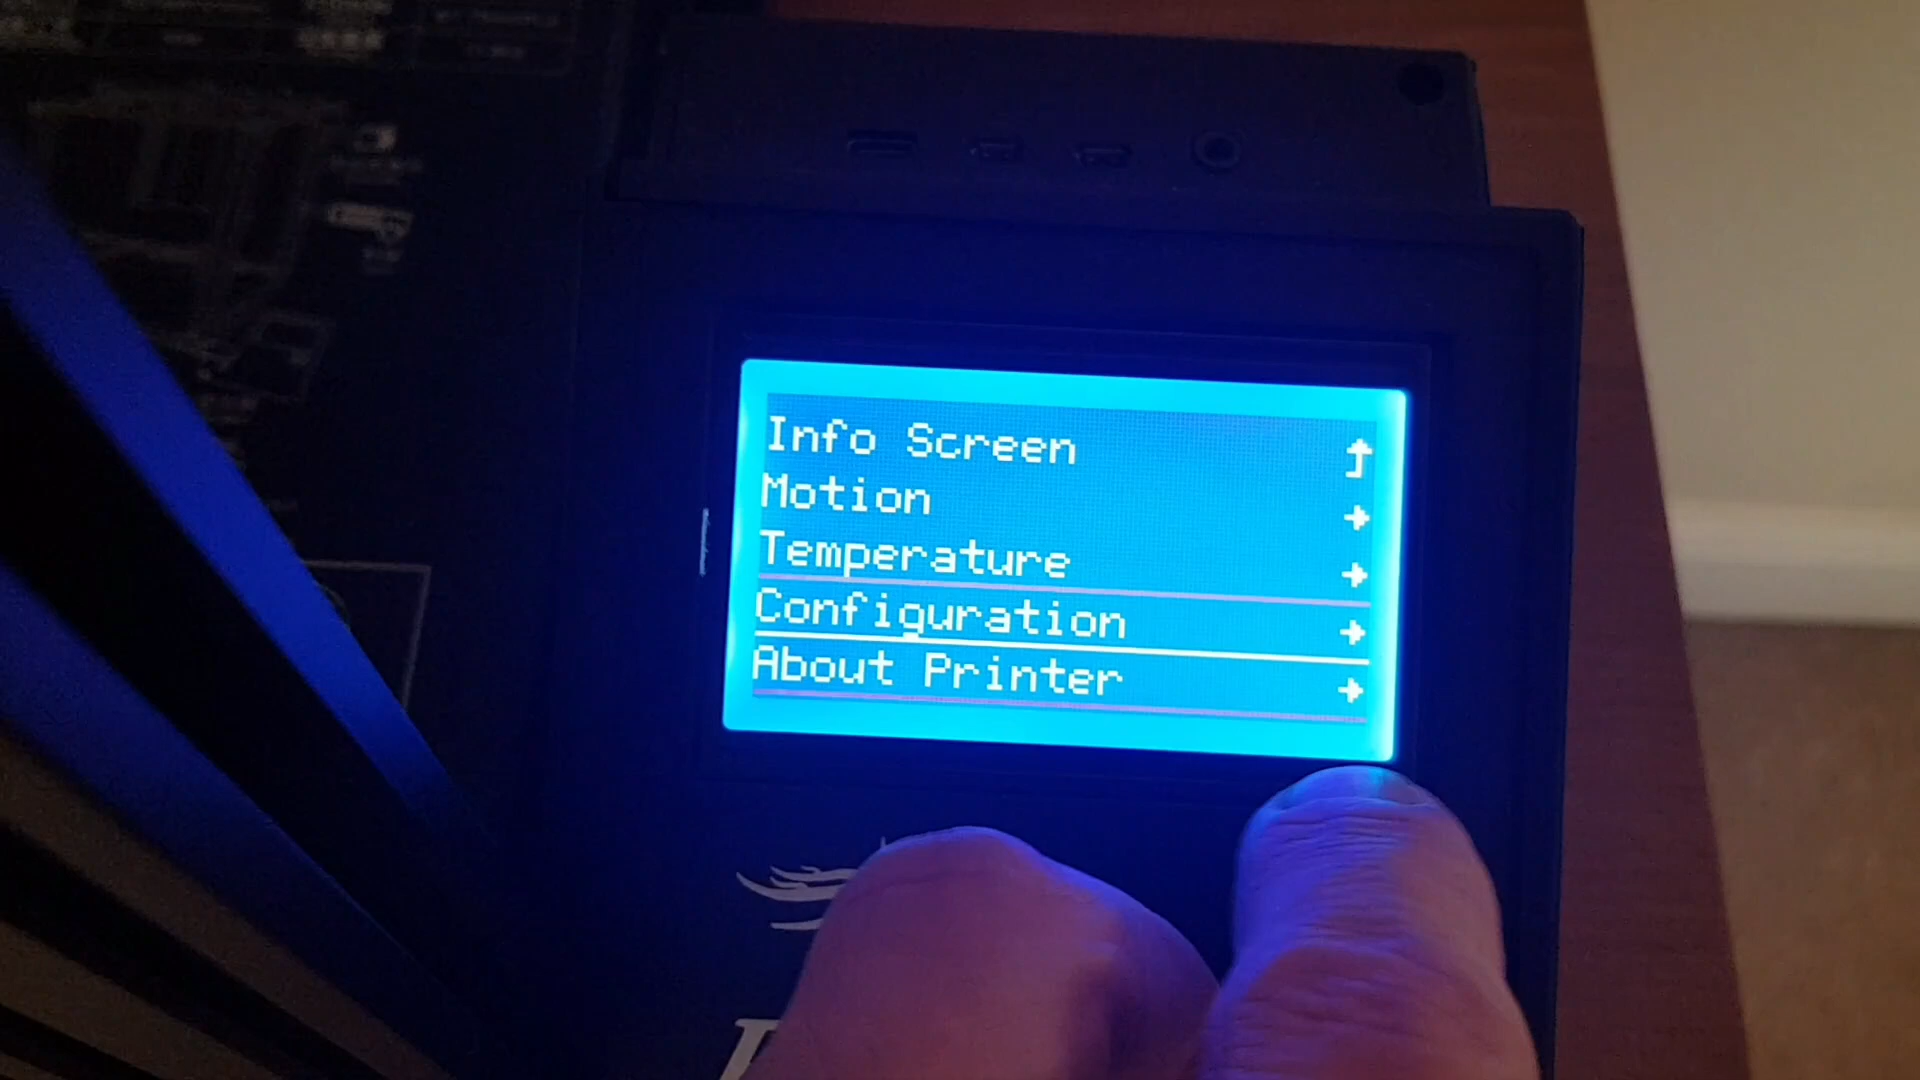 Info Screen
Motion
Temperature
Configuration
About Printer